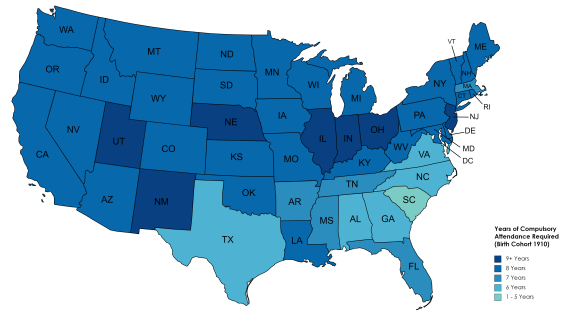 WA
OR
CA
NV
ID
MT
WY
UT
AZ
CO
NM
ND
SD
NE
KS
OK
TX
MN
IA
MO
AR
LA
WI
IL
MI
IN
OH
KY
TN
MS
AL
GA
FL
SC
NC
VA
WV
PA
NY
VT
NH
ME
MA
CT
RI
NJ
DE
MD
DC
Years of Compulsory
Attendance Required
(Birth Cohort 1910)
9+ Years
8 Years
7 Years
6 Years
1 - 5 Years